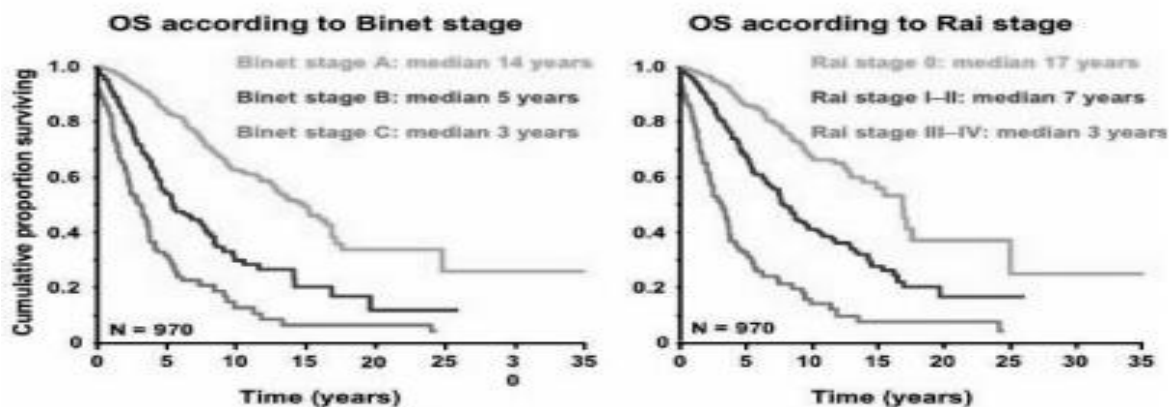 OS according to Binet stage
Binet stage A: median 14 years
Binet stage B: median 5 years
Binet stage C: median 3 years
Cumulative proportion surviving
1.0
0.8
0.6
0.4
0.2
0
N = 970
0 5 10 15 20 25 3 35
0
Time (years)
OS according to Rai stage
Rai stage 0: median 17 years
Rai stage I–II: median 7 years
Rai stage III–IV: median 3 years
1.0
0.8
0.6
0.4
0.2
0
N = 970
0 5 10 15 20 25 30 35
Time (years)